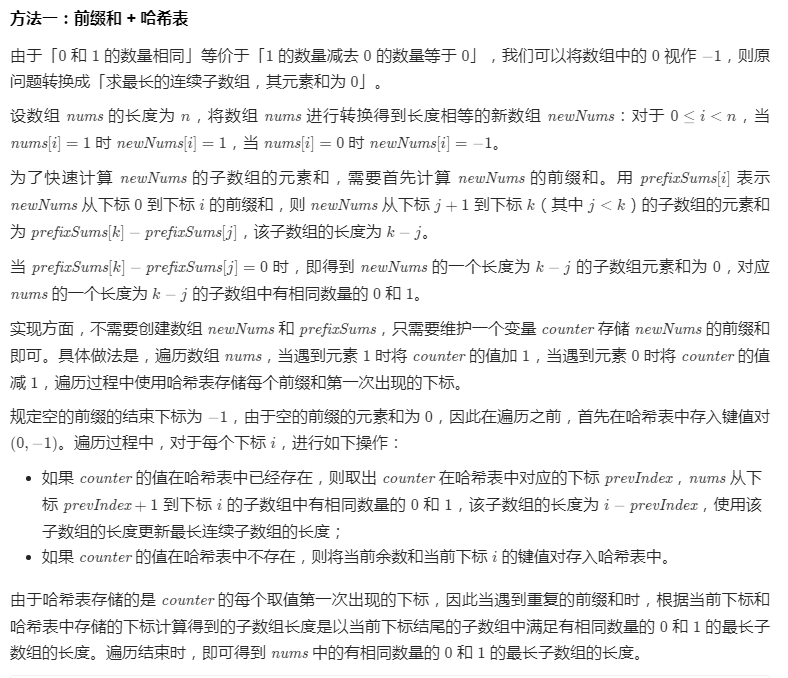 方法一：前缀和 + 哈希表
由于「0 和 1 的数量相同」等价于「1 的数量减去 0 的数量等于 0」，我们可以将数组中的 0 视作 −1，则原
问题转换成「求最长的连续子数组，其元素和为 0」。
设数组 nums 的长度为 n，将数组 nums 进行转换得到长度相等的新数组 newNums：对于 0 ≤ i < n，当
nums[i] = 1 时 newNums[i] = 1，当 nums[i] = 0 时 newNums[i] = −1。
为了快速计算 newNums 的子数组的元素和，需要首先计算 newNums 的前缀和。用 prefixSums[i] 表示
newNums 从下标 0 到下标 i 的前缀和，则 newNums 从下标 j + 1 到下标 k（其中 j < k）的子数组的元素和
为 prefixSums[k] − prefixSums[j]，该子数组的长度为 k − j。
当 prefixSums[k] − prefixSums[j] = 0 时，即得到 newNums 的一个长度为 k − j 的子数组元素和为 0，对应
nums 的一个长度为 k − j 的子数组中有相同数量的 0 和 1。
实现方面，不需要创建数组 newNums 和 prefixSums，只需要维护一个变量 counter 存储 newNums 的前缀和
即可。具体做法是，遍历数组 nums，当遇到元素 1 时将 counter 的值加 1，当遇到元素 0 时将 counter 的值
减 1，遍历过程中使用哈希表存储每个前缀和第一次出现的下标。
规定空的前缀的结束下标为 −1，由于空的前缀的元素和为 0，因此在遍历之前，首先在哈希表中存入键值对
(0, −1)。遍历过程中，对于每个下标 i，进行如下操作：
• 如果 counter 的值在哈希表中已经存在，则取出 counter 在哈希表中对应的下标 prevIndex，nums 从下
标 prevIndex + 1 到下标 i 的子数组中有相同数量的 0 和 1，该子数组的长度为 i − prevIndex，使用该
子数组的长度更新最长连续子数组的长度；
• 如果 counter 的值在哈希表中不存在，则将当前余数和当前下标 i 的键值对存入哈希表中。
由于哈希表存储的是 counter 的每个取值第一次出现的下标，因此当遇到重复的前缀和时，根据当前下标和
哈希表中存储的下标计算得到的子数组长度是以当前下标结尾的子数组中满足有相同数量的 0 和 1 的最长子
数组的长度。遍历结束时，即可得到 nums 中的有相同数量的 0 和 1 的最长子数组的长度。